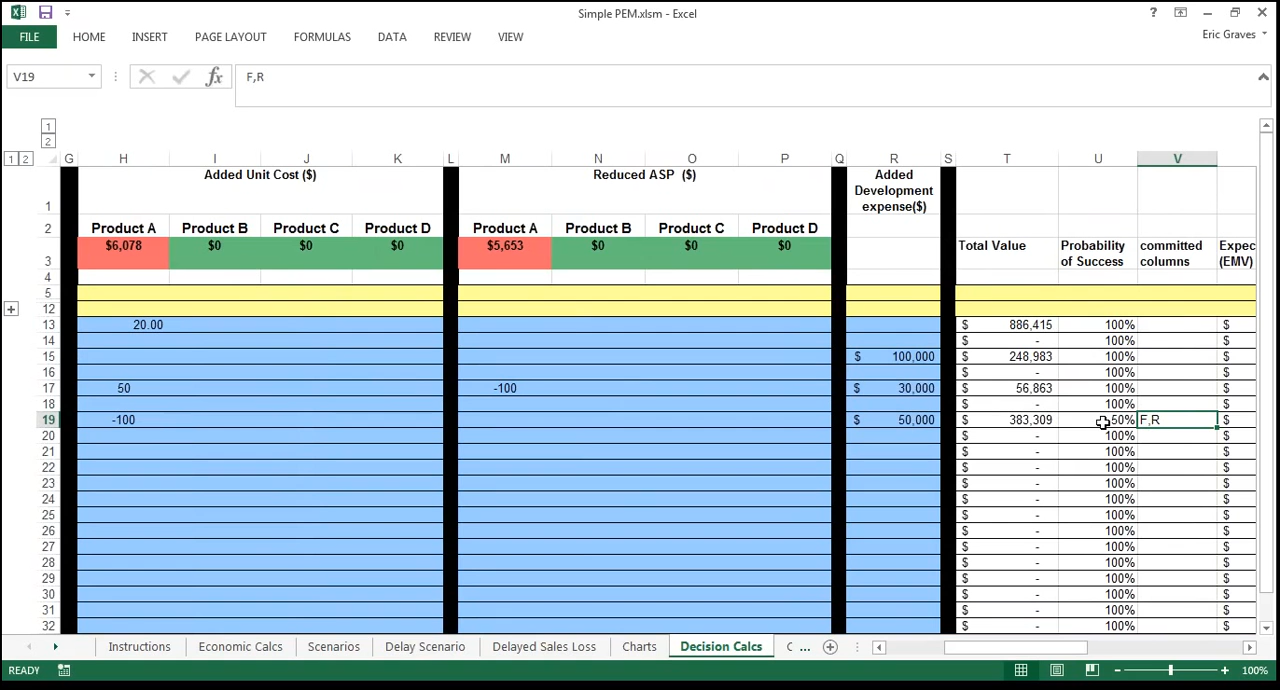 Simple PEM.xlsm - Excel
?
FILE HOME INSERT PAGE LAYOUT FORMULAS DATA REVIEW VIEW Eric Graves
V19 fx F,R
1
2
1 2 G H I J K L M N O P Q R S T U V
1 Added Unit Cost ($) Reduced ASP ($) Added Development expense($)
2 Product A Product B Product C Product D Product A Product B Product C Product D
3 $6,078 $0 $0 $0 $5,653 $0 $0 $0 Total Value Probability of Success committed columns Expec (EMV)
4
5
+ 12
13 20.00 $ 886,415 100% $
14 $ - 100% $
15 $ 100,000 $ 248,983 100% $
16 $ - 100% $
17 50 -100 $ 30,000 $ 56,863 100% $
18 $ - 100% $
19 -100 $ 50,000 $ 383,309 50% F,R $
20 $ - 100% $
21 $ - 100% $
22 $ - 100% $
23 $ - 100% $
24 $ - 100% $
25 $ - 100% $
26 $ - 100% $
27 $ - 100% $
28 $ - 100% $
29 $ - 100% $
30 $ - 100% $
31 $ - 100% $
32 $ - 100% $
Instructions Economic Calcs Scenarios Delay Scenario Delayed Sales Loss Charts Decision Calcs C ...
READY 100%